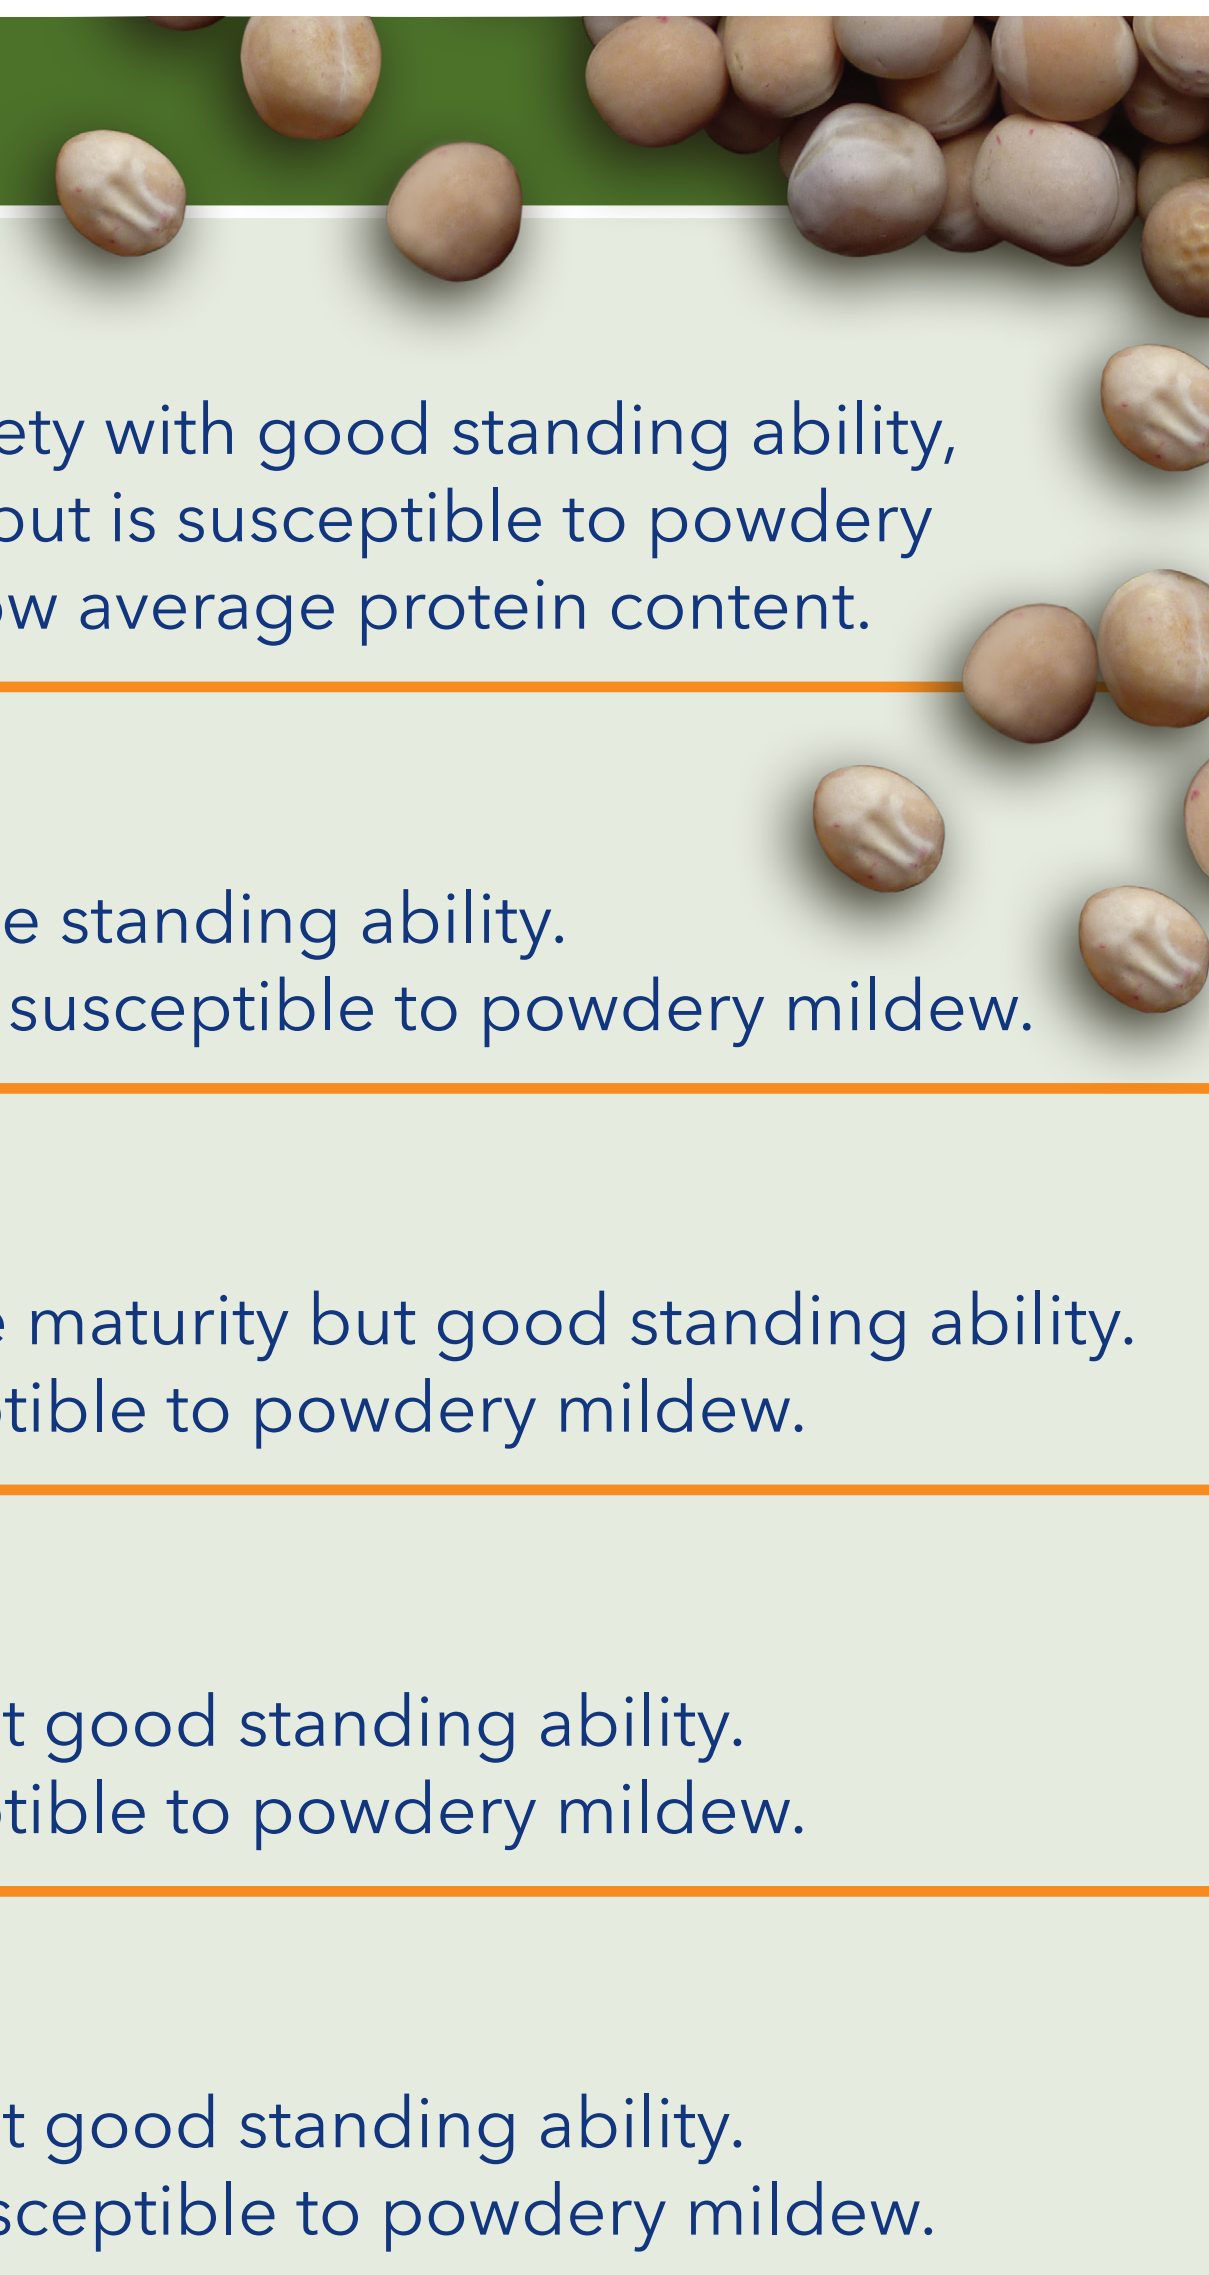 ety with good standing ability,
but is susceptible to powdery
ow average protein content.
e standing ability.
susceptible to powdery mildew.
e maturity but good standing ability.
tible to powdery mildew.
t good standing ability.
tible to powdery mildew.
t good standing ability.
sceptible to powdery mildew.